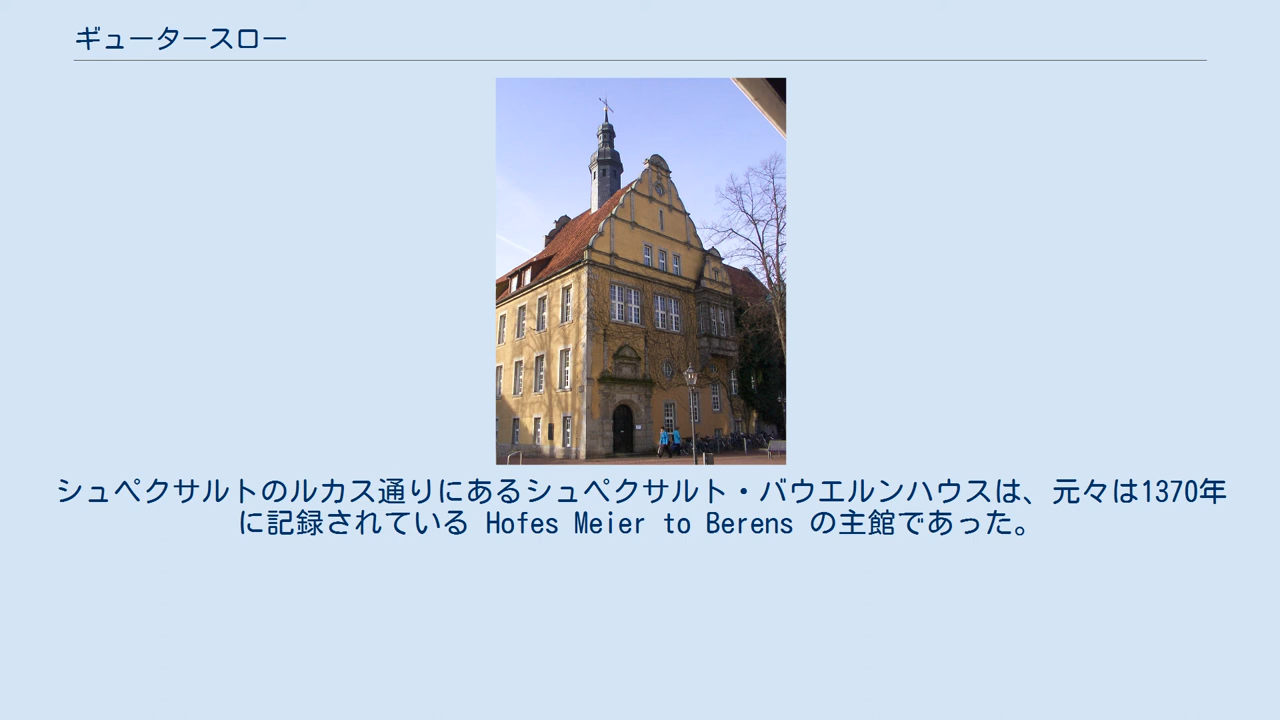 ギュータースロー
シュペクサルトのルカス通りにあるシュペクサルト・バウエルンハウスは、元々は1370年
に記録されている Hofes Meier to Berens の主館であった。